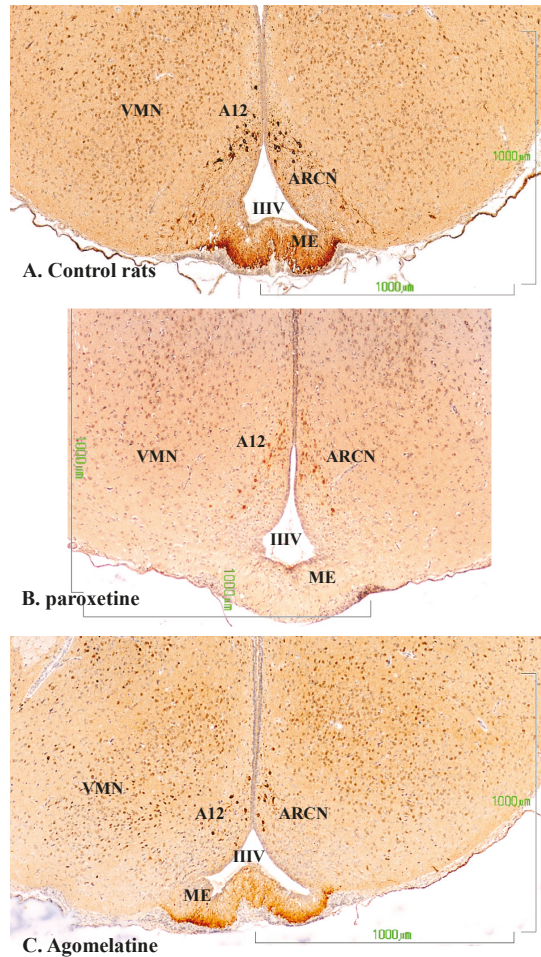 VMN
A12
1000μm
ARCN
IIIV
ME
A. Control rats
1000μm
A12
VMN
ARCN
1000μm
IIIV
ME
1000μm
B. paroxetine
VMN
A12
ARCN
1000μm
IIIV
ME
1000μm
C. Agomelatine